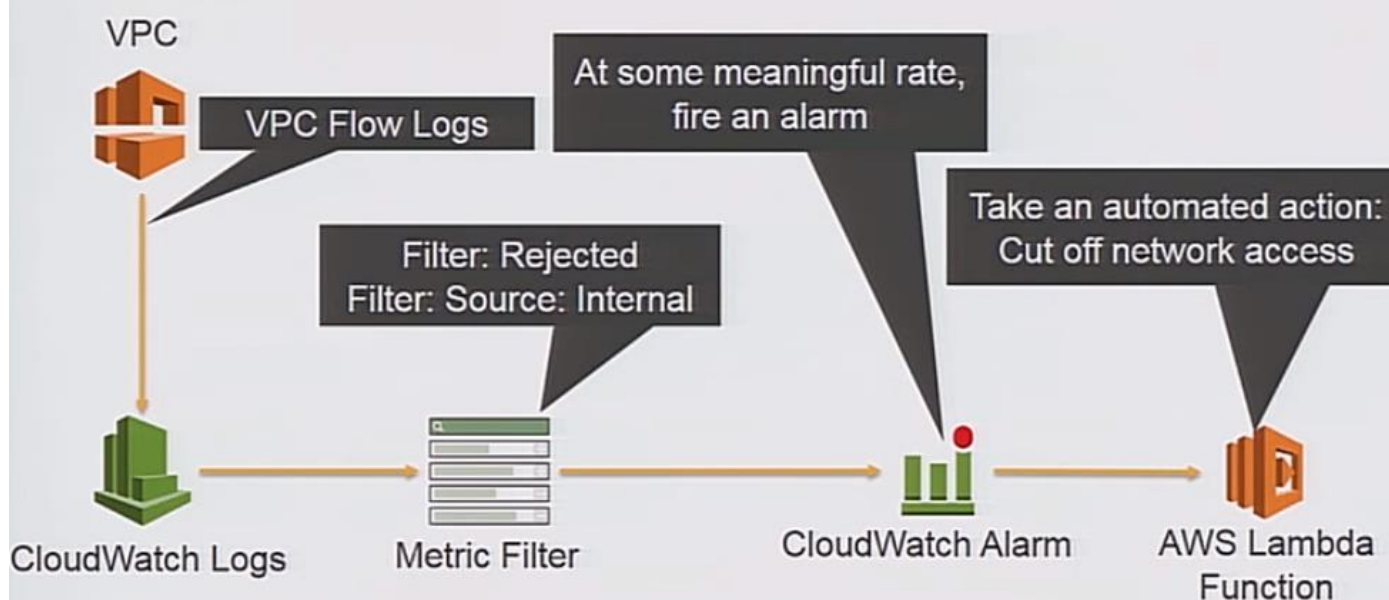 VPC
VPC Flow Logs
At some meaningful rate,
fire an alarm
Take an automated action:
Cut off network access
Filter: Rejected
Filter: Source: Internal
CloudWatch Logs
Metric Filter
CloudWatch Alarm
AWS Lambda
Function